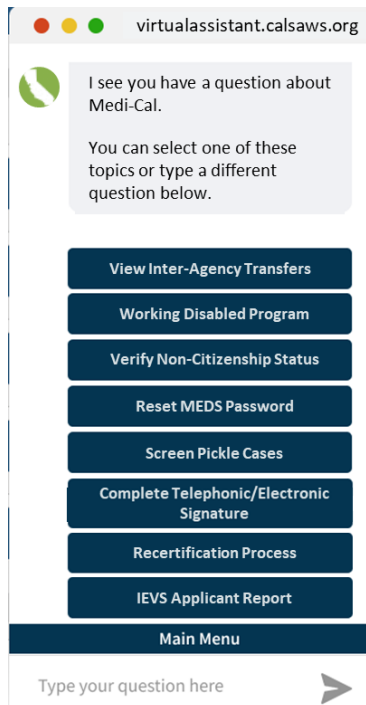 virtualassistant.calsaws.org
I see you have a question about
Medi-Cal.
You can select one of these
topics or type a different
question below.
View Inter-Agency Transfers
Working Disabled Program
Verify Non-Citizenship Status
Reset MEDS Password
Screen Pickle Cases
Complete Telephonic/Electronic
Signature
Recertification Process
IEVS Applicant Report
Main Menu
Type your question here